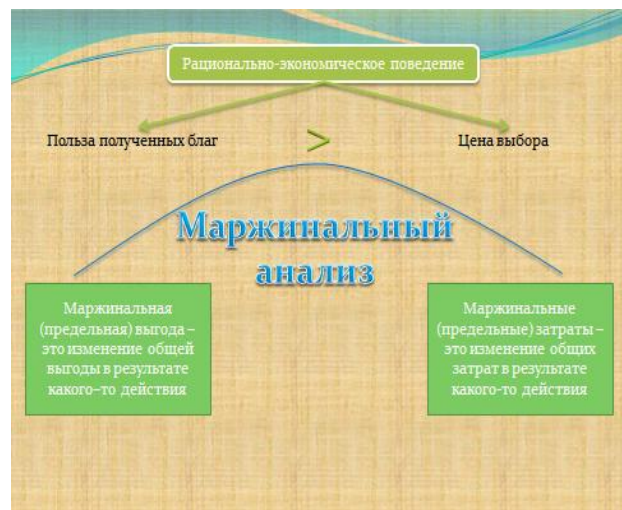 Рационально-экономическое поведение
Польза полученных благ > Цена выбора
Маржинальный
анализ
Маржинальная
(предельная) выгода –
это изменение общей
выгоды в результате
какого–то действия
Маржинальные
(предельные) затраты –
это изменение общих
затрат в результате
какого-то действия